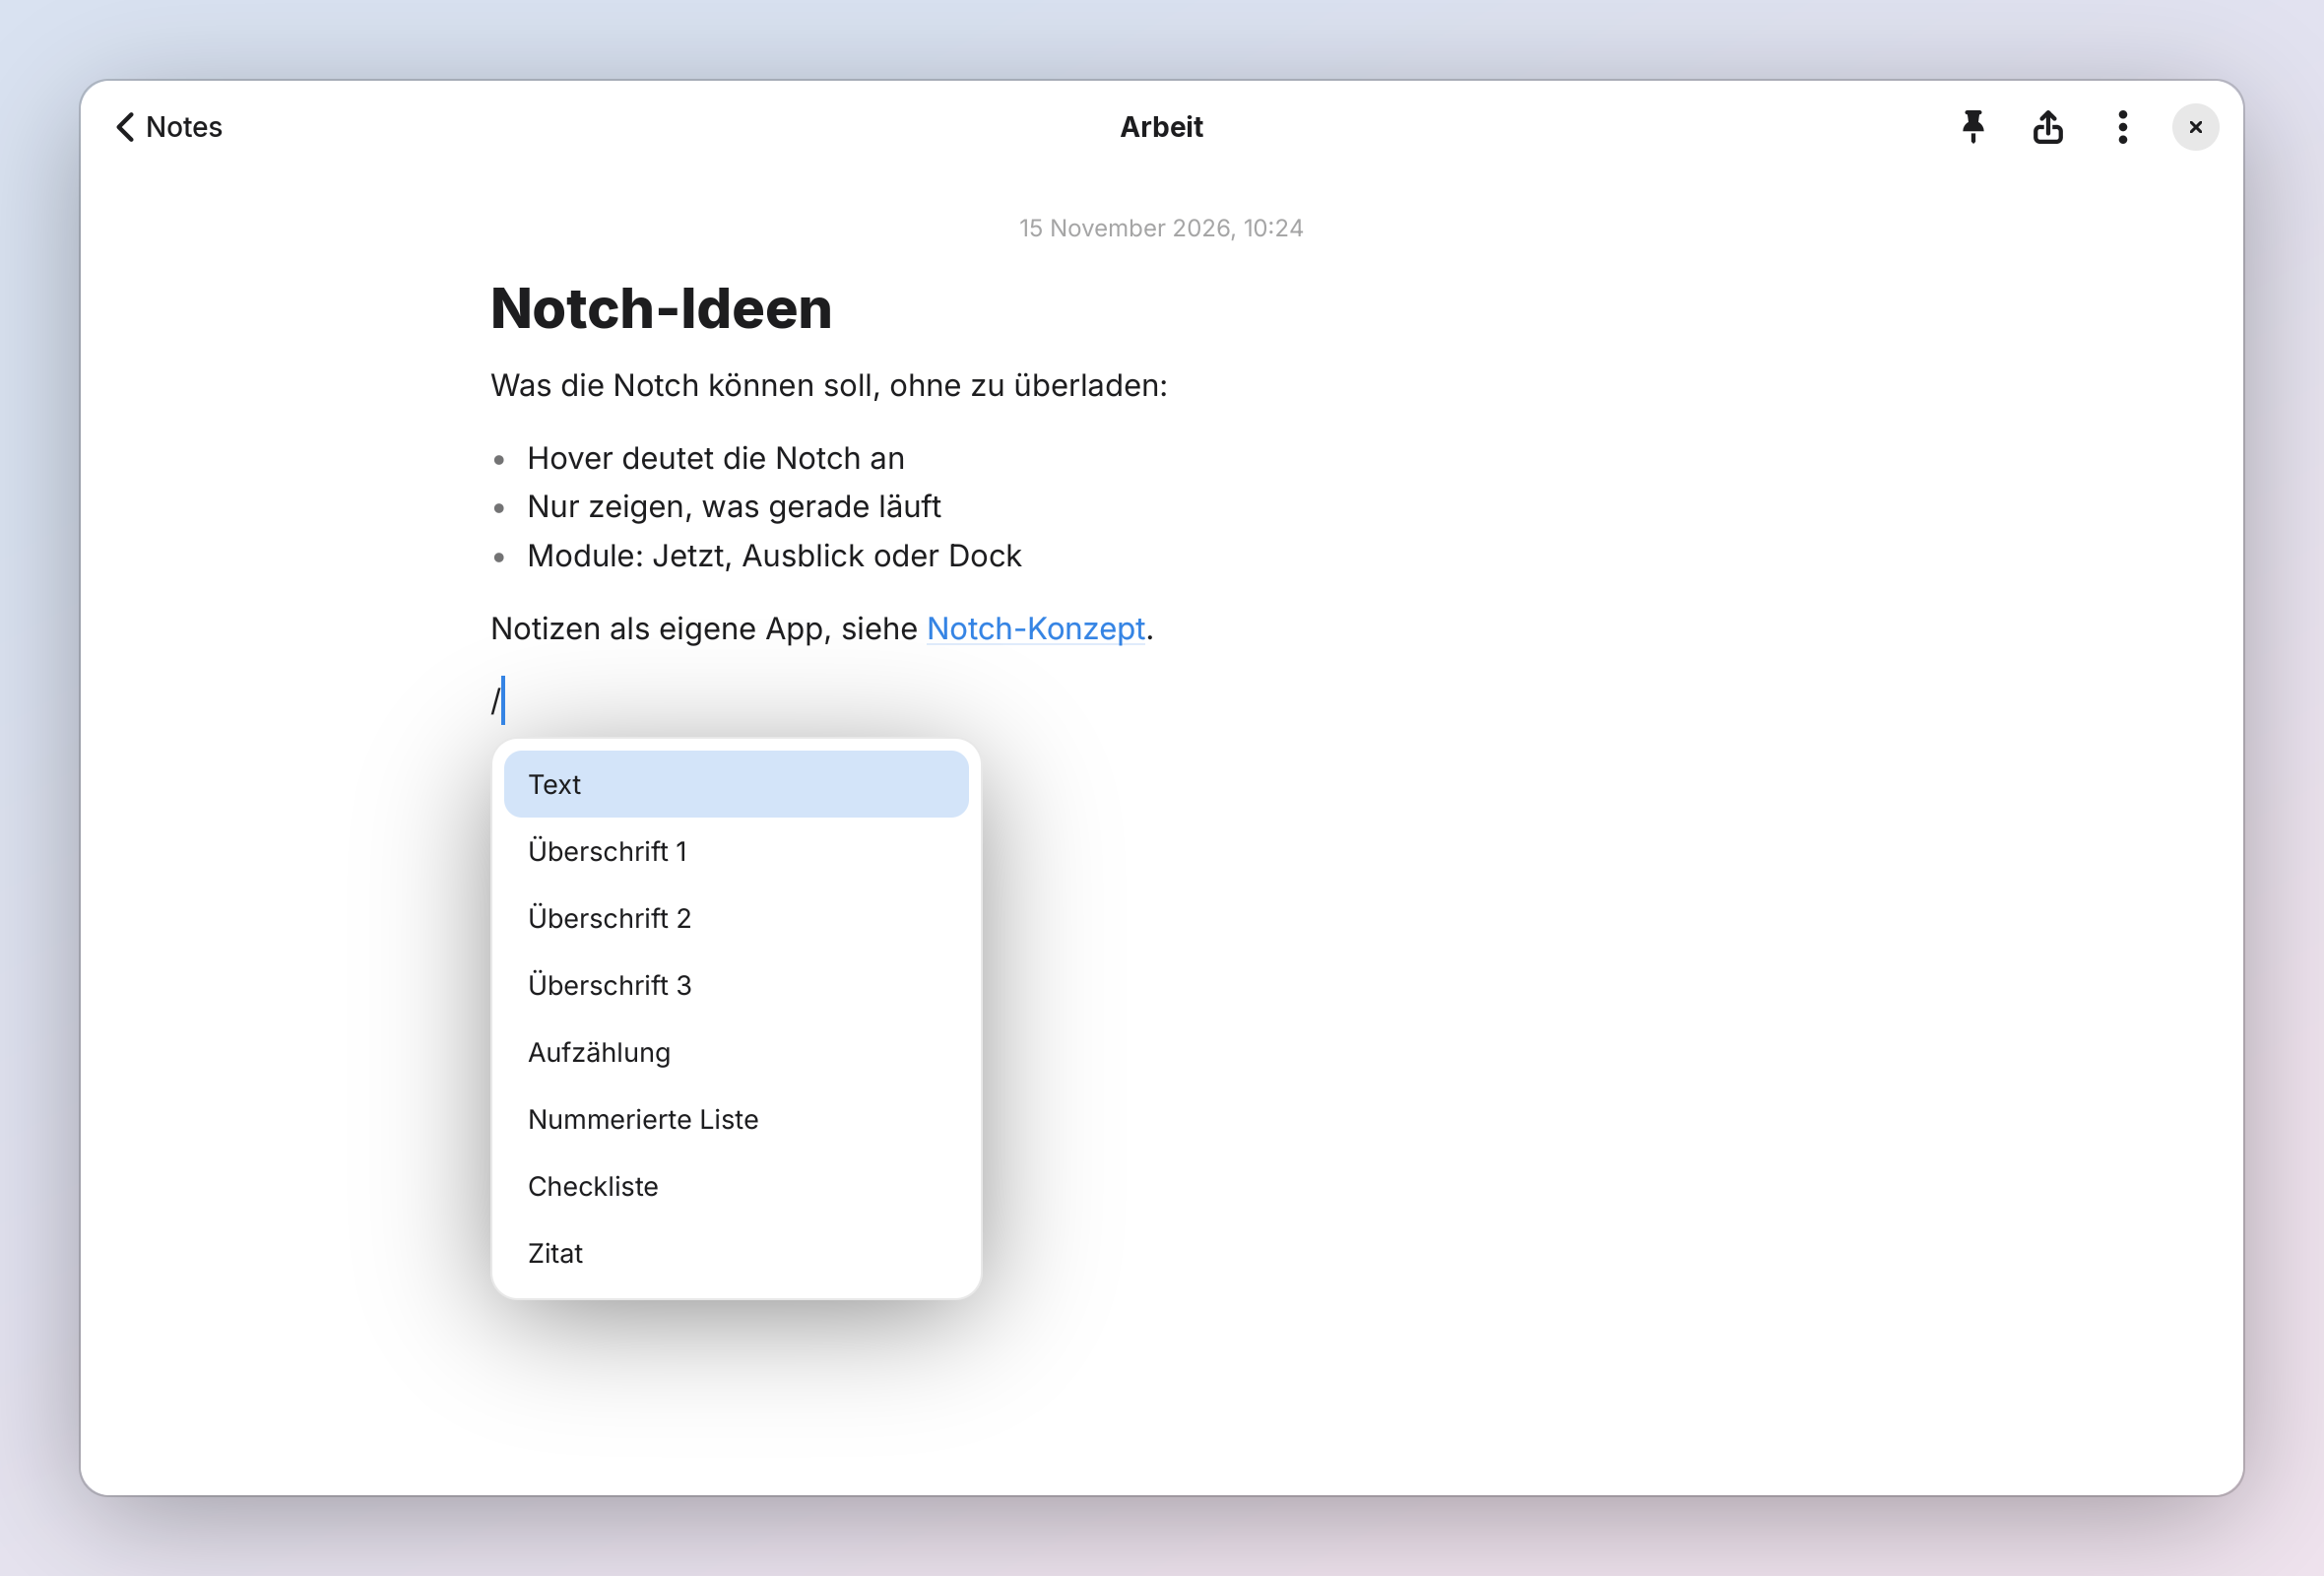 Notes
Arbeit
15 November 2026, 10:24
Notch-Ideen
Was die Notch können soll, ohne zu überladen:
• Hover deutet die Notch an
• Nur zeigen, was gerade läuft
• Module: Jetzt, Ausblick oder Dock
Notizen als eigene App, siehe Notch-Konzept.
/
Text
Überschrift 1
Überschrift 2
Überschrift 3
Aufzählung
Nummerierte Liste
Checkliste
Zitat